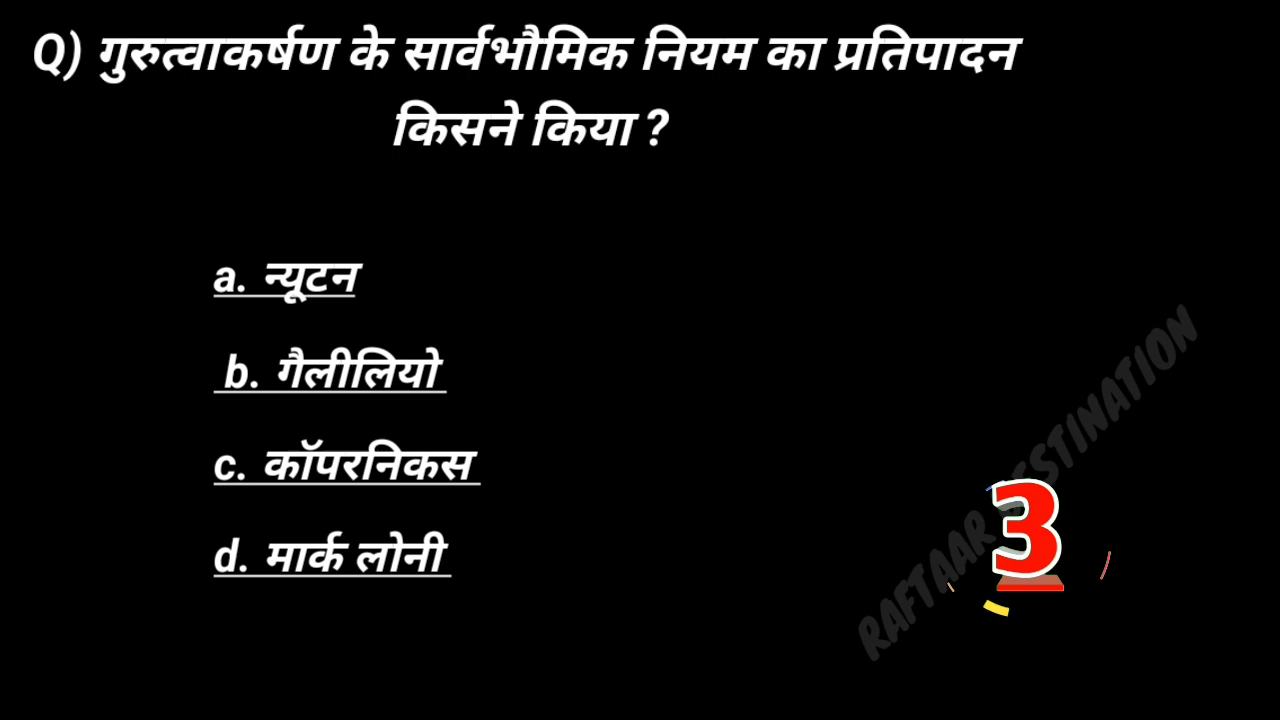 Q) गुरुत्वाकर्षण के सार्वभौमिक नियम का प्रतिपादन
किसने किया ?
a. न्यूटन
b. गैलीलियो
c. कॉपरनिकस
d. मार्क लोनी
RAFTAAR DESTINATION
3